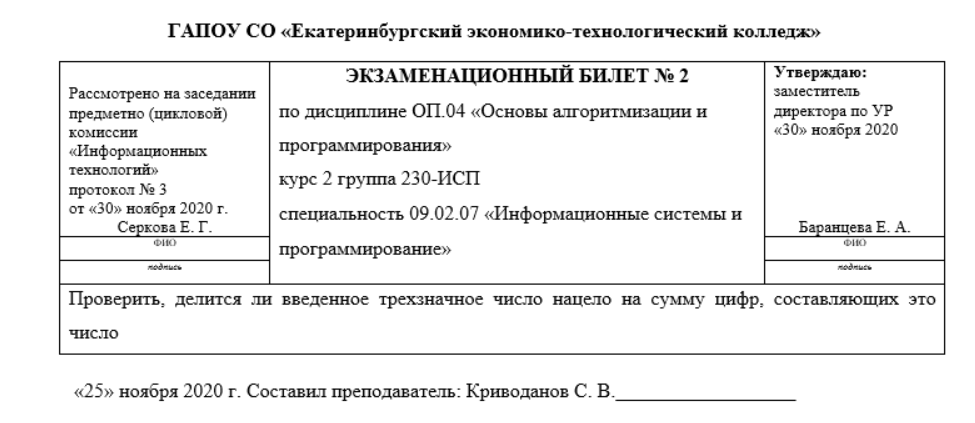 ГАПОУ СО «Екатеринбургский экономико-технологический колледж»
Рассмотрено на заседании
предметно (цикловой)
комиссии
«Информационных
технологий»
протокол № 3
от «30» ноября 2020 г.
Серкова Е. Г.
ФИО
подпись
ЭКЗАМЕНАЦИОННЫЙ БИЛЕТ № 2
по дисциплине ОП.04 «Основы алгоритмизации и
программирования»
курс 2 группа 230-ИСП
специальность 09.02.07 «Информационные системы и
программирование»
Утверждаю:
заместитель
директора по УР
«30» ноября 2020
Баранцева Е. А.
ФИО
подпись
Проверить, делится ли введенное трехзначное число нацело на сумму цифр, составляющих это
число
«25» ноября 2020 г. Составил преподаватель: Криводанов С. В.__________________